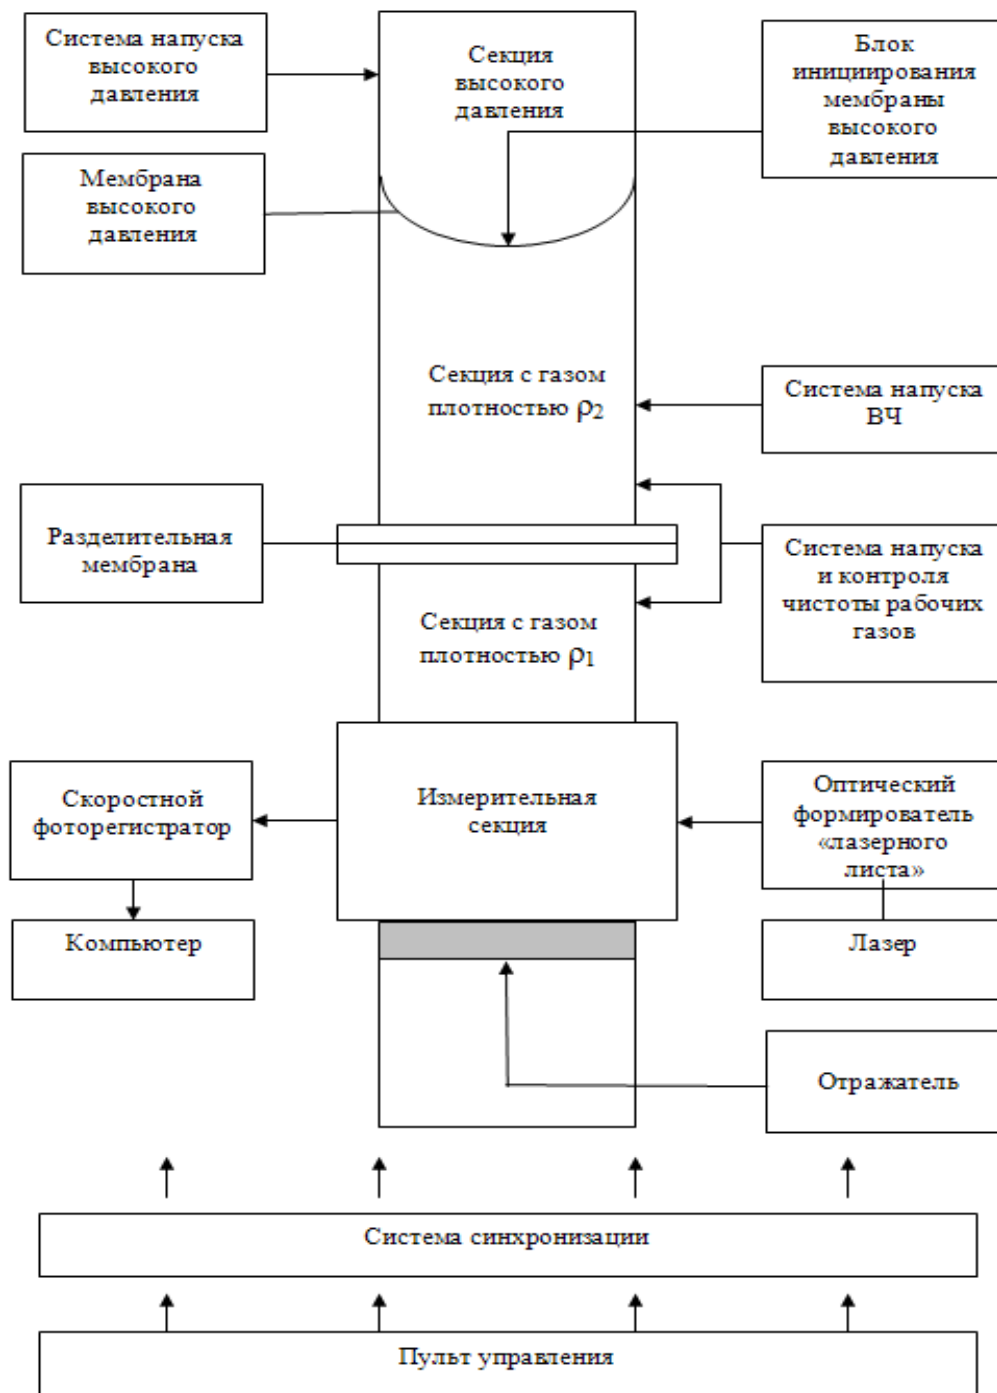 Система напуска
высокого
давления
Секция
высокого
давления
Блок
инициирования
мембраны
высокого
давления
Мембрана
высокого
давления
Секция с газом
плотностью ρ2
Система напуска
ВЧ
Разделительная
мембрана
Система напуска
и контроля
чистоты рабочих
газов
Секция с газом
плотностью ρ1
Скоростной
фоторегистратор
Измерительная
секция
Оптический
формирователь
«лазерного
листа»
Компьютер
Лазер
Отражатель
Система синхронизации
Пульт управления